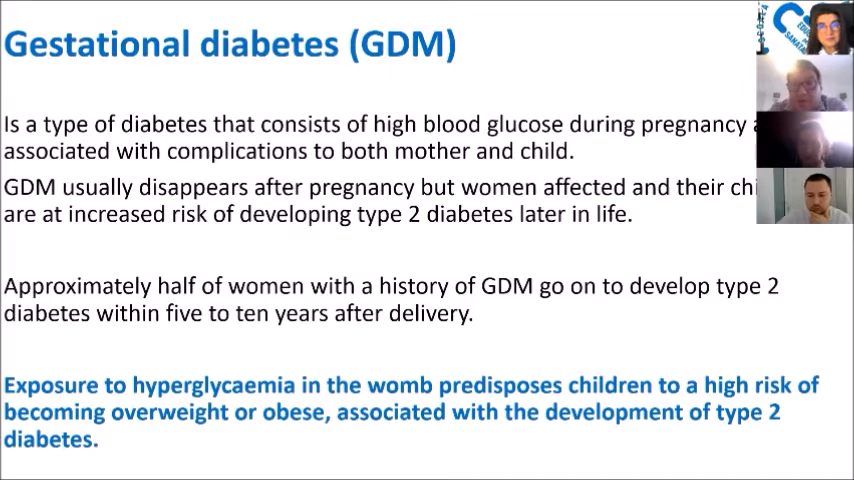 Gestational diabetes (GDM)
Is a type of diabetes that consists of high blood glucose during pregnancy
associated with complications to both mother and child.
GDM usually disappears after pregnancy but women affected and their
are at increased risk of developing type 2 diabetes later in life.
Approximately half of women with a history of GDM go on to develop type 2
diabetes within five to ten years after delivery.
Exposure to hyperglycaemia in the womb predisposes children to a high risk of
becoming overweight or obese, associated with the development of type 2
diabetes.